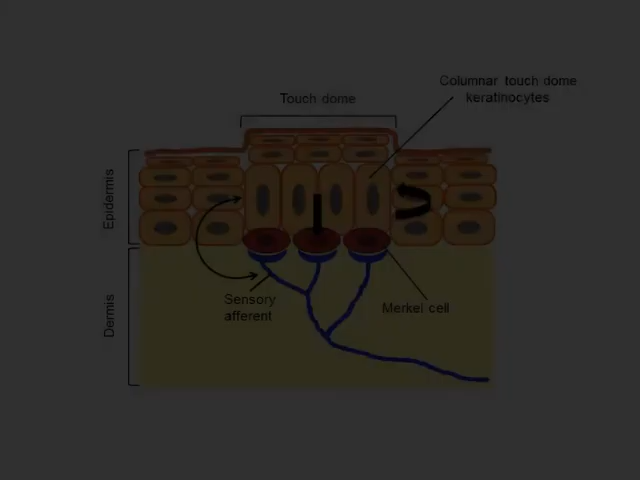 Columnar touch dome
keratinocytes
Touch dome
Epidermis
Dermis
Sensory
afferent
Merkel cell